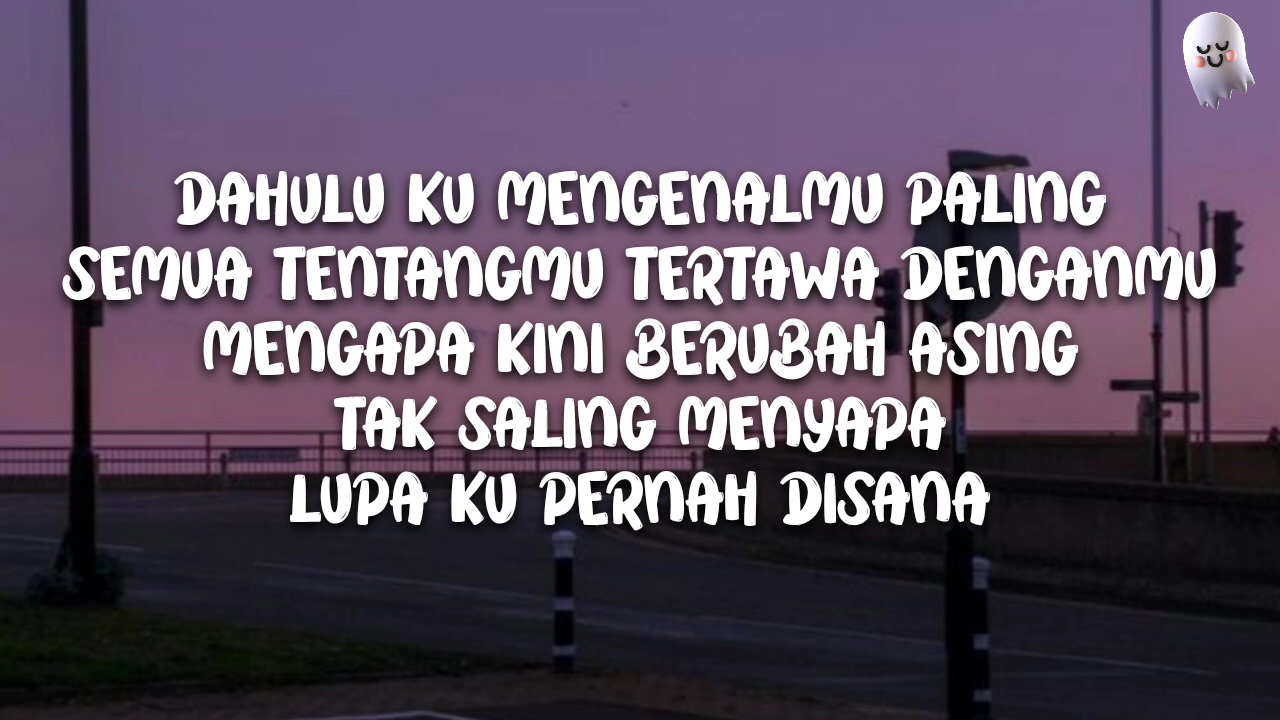 DAHULU KU MENGENALMU PALING
SEMUA TENTANGMU TERTAWA DENGANMU
MENGAPA KINI BERUBAH ASING
TAK SALING MENYAPA
LUPA KU PERNAH DISANA